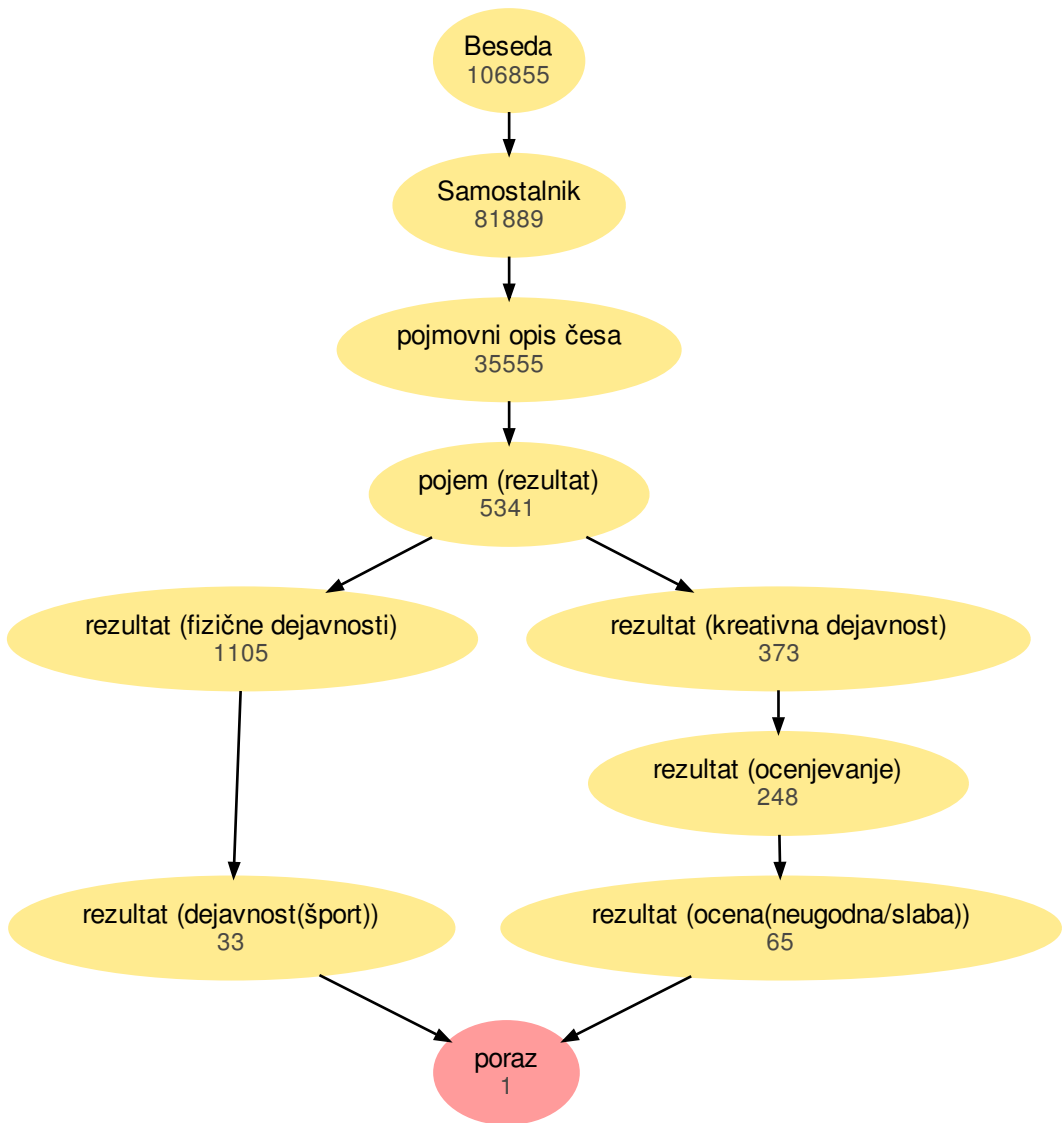 Beseda
106855
Samostalnik
81889
pojmovni opis česa
35555
pojem (rezultat)
5341
rezultat (fizične dejavnosti)
1105
rezultat (kreativna dejavnost)
373
rezultat (ocenjevanje)
248
rezultat (dejavnost(šport))
33
rezultat (ocena(neugodna/slaba))
65
poraz
1